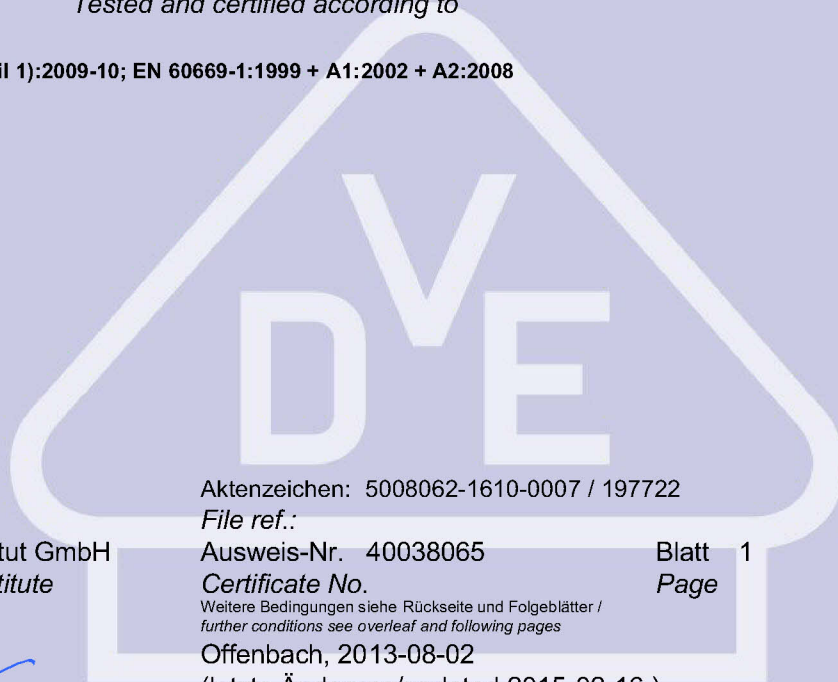 Tested and certified according to
1):2009-10; EN 60669-1:1999 + A1:2002 + A2:2008
VDE
Aktenzeichen: 5008062-1610-0007 / 197722
File ref.:
GmbH Ausweis-Nr. 40038065 Blatt 1
Certificate No. Page
Weitere Bedingungen siehe Rückseite und Folgeblätter /
further conditions see overleaf and following pages
Offenbach, 2013-08-02